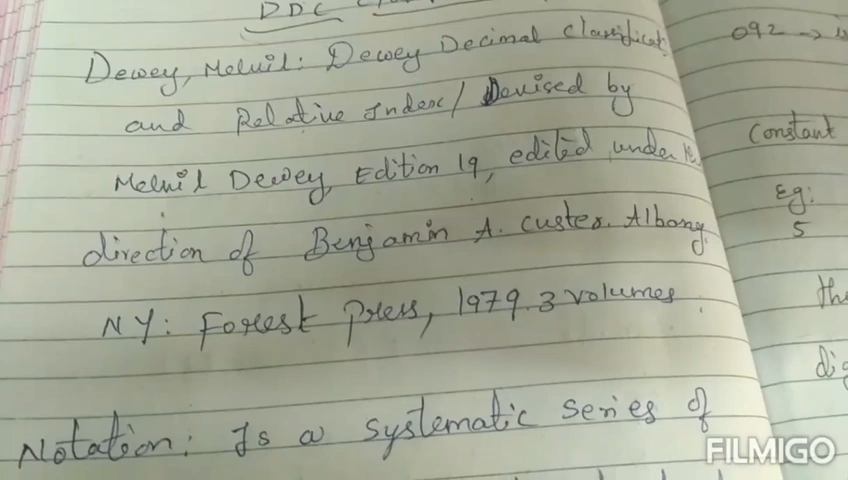 DDC
Dewey, Melvil: Dewey Decimal Classificat
and Relative Index/ Devised by
Melvil Dewey, Edition 19, edited under
direction of Benjamin A. Custer. Albany
NY: Forest Press, 1979. 3 volumes.
Notation: Is a systematic series of
092 →
Constant
Eg:
5
the
dig
FILMIGO